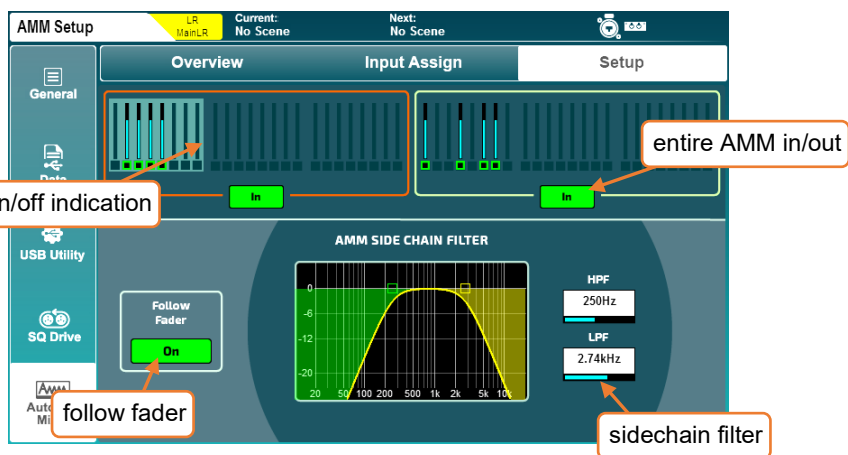 AMM Setup
LR
MainLR
Current:
No Scene
Next:
No Scene
Overview
Input Assign
Setup
General
Data
n/off indication
In
In
entire AMM in/out
USB Utility
SQ Drive
AMM SIDE CHAIN FILTER
Follow
Fader
On
0
-6
-12
-20
20 50 100 200 500 1k 2k 5k 10k
HPF
250Hz
LPF
2.74kHz
follow fader
sidechain filter